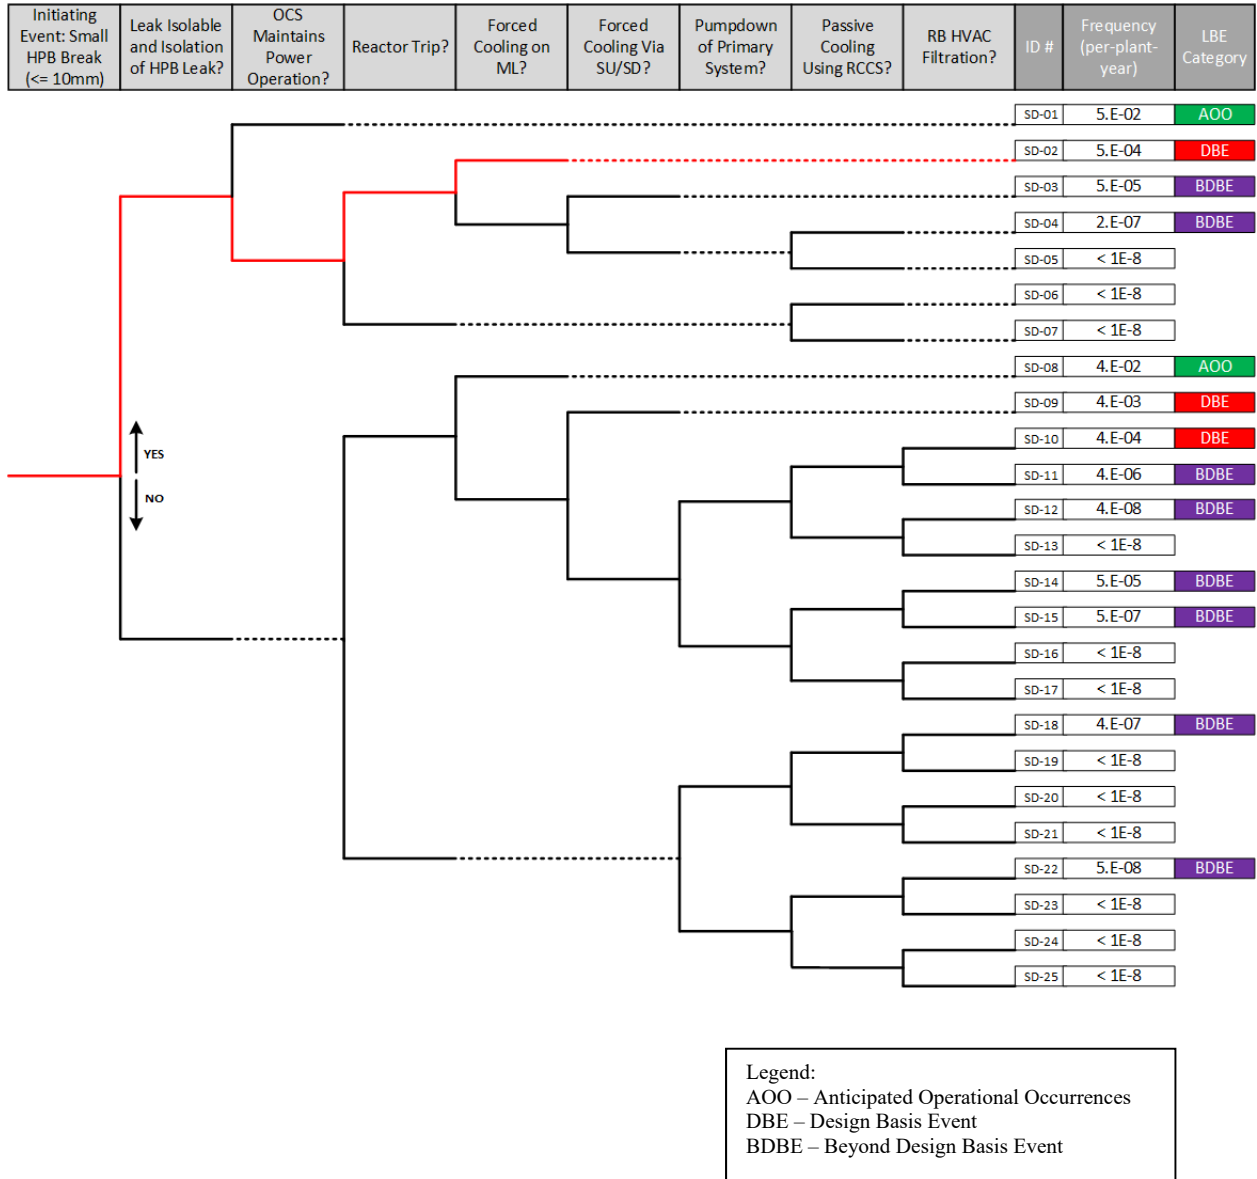 Initiating
Event: Small
HPB Break
(<= 10mm)
Leak Isolable
and Isolation
of HPB Leak?
OCS
Maintains
Power
Operation?
Reactor Trip?
Forced
Cooling on
ML?
Forced
Cooling Via
SU/SD?
Pumpdown
of Primary
System?
Passive
Cooling
Using RCCS?
RB HVAC
Filtration?
ID #
Frequency
(per-plant-
year)
LBE
Category
SD-01 5.E-02 AOO
SD-02 5.E-04 DBE
SD-03 5.E-05 BDBE
SD-04 2.E-07 BDBE
SD-05 < 1E-8
SD-06 < 1E-8
SD-07 < 1E-8
SD-08 4.E-02 AOO
SD-09 4.E-03 DBE
SD-10 4.E-04 DBE
YES
SD-11 4.E-06 BDBE
NO
SD-12 4.E-08 BDBE
SD-13 < 1E-8
SD-14 5.E-05 BDBE
SD-15 5.E-07 BDBE
SD-16 < 1E-8
SD-17 < 1E-8
SD-18 4.E-07 BDBE
SD-19 < 1E-8
SD-20 < 1E-8
SD-21 < 1E-8
SD-22 5.E-08 BDBE
SD-23 < 1E-8
SD-24 < 1E-8
SD-25 < 1E-8
Legend:
AOO – Anticipated Operational Occurrences
DBE – Design Basis Event
BDBE – Beyond Design Basis Event